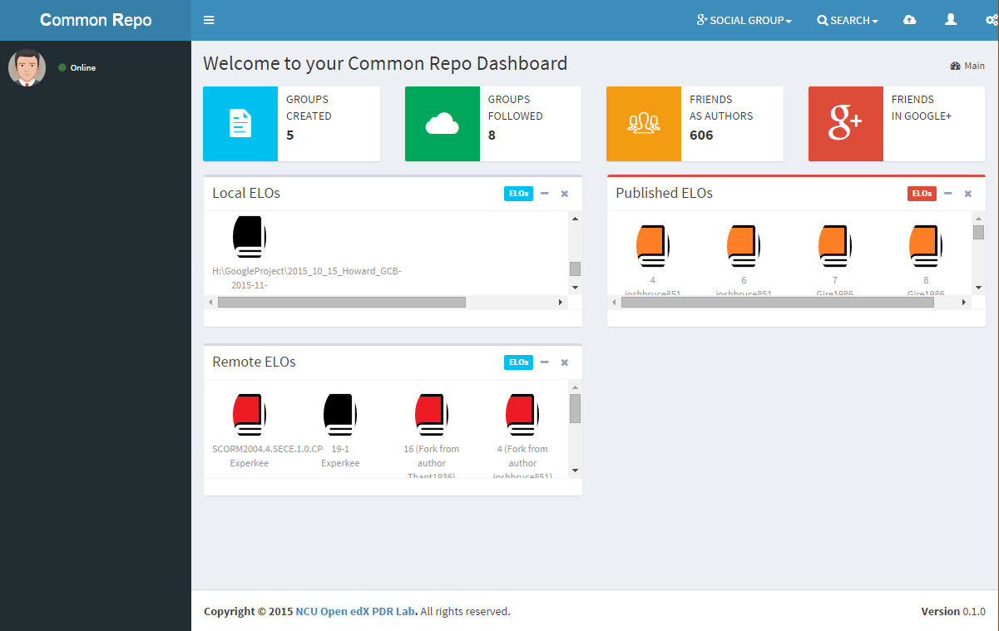 Common Repo
SOCIAL GROUP
SEARCH
Online
Welcome to your Common Repo Dashboard
Main
GROUPS
CREATED
5
GROUPS
FOLLOWED
8
FRIENDS
AS AUTHORS
606
g+
FRIENDS
IN GOOGLE+
Local ELOs
ELOs
H:\GoogleProject\2015_10_15_Howard_GCB-
2015-11-
Published ELOs
ELOs
4
joshbruce851
6
joshbruce851
7
Gire1986
8
Gire1986
Remote ELOs
ELOs
SCORM2004.4.SECE.1.0.CP
Experkee
19-1
Experkee
16 (Fork from
author
Thant1936)
4 (Fork from
author
joshbruce851)
Copyright © 2015 NCU Open edX PDR Lab. All rights reserved.
Version 0.1.0